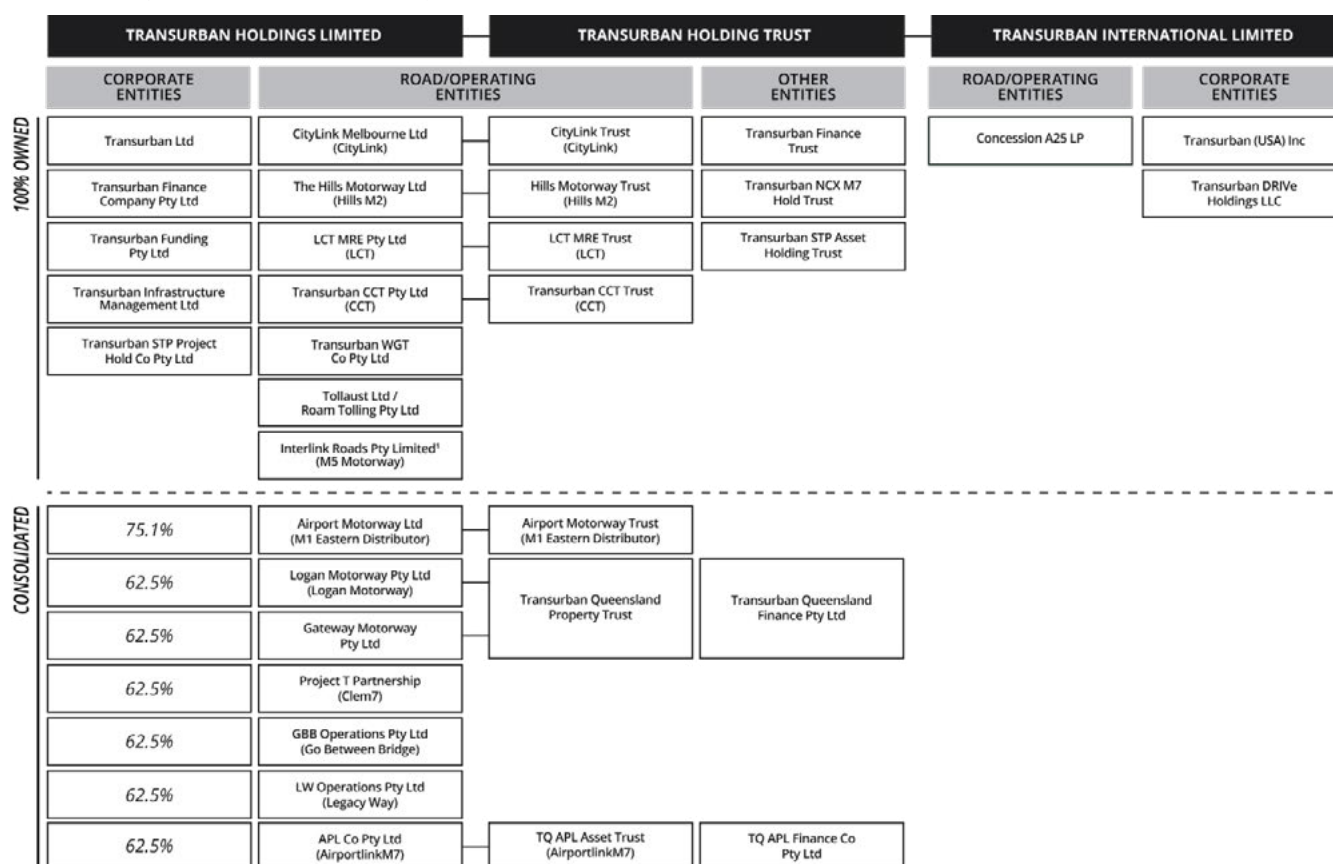 TRANSURBAN HOLDINGS LIMITED
TRANSURBAN HOLDING TRUST
TRANSURBAN INTERNATIONAL LIMITED
CORPORATE
ENTITIES
ROAD/OPERATING
ENTITIES
OTHER
ENTITIES
ROAD/OPERATING
ENTITIES
CORPORATE
ENTITIES
100% OWNED
Transurban Ltd
CityLink Melbourne Ltd
(CityLink)
CityLink Trust
(CityLink)
Transurban Finance
Trust
Concession A25 LP
Transurban (USA) Inc
Transurban Finance
Company Pty Ltd
The Hills Motorway Ltd
(Hills M2)
Hills Motorway Trust
(Hills M2)
Transurban NCX M7
Hold Trust
Transurban DRIVe
Holdings LLC
Transurban Funding
Pty Ltd
LCT MRE Pty Ltd
(LCT)
LCT MRE Trust
(LCT)
Transurban STP Asset
Holding Trust
Transurban Infrastructure
Management Ltd
Transurban CCT Pty Ltd
(CCT)
Transurban CCT Trust
(CCT)
Transurban STP Project
Hold Co Pty Ltd
Transurban WGT
Co Pty Ltd
Tollaust Ltd /
Roam Tolling Pty Ltd
Interlink Roads Pty Limited¹
(M5 Motorway)
CONSOLIDATED
75.1%
Airport Motorway Ltd
(M1 Eastern Distributor)
Airport Motorway Trust
(M1 Eastern Distributor)
62.5%
Logan Motorway Pty Ltd
(Logan Motorway)
Transurban Queensland
Property Trust
Transurban Queensland
Finance Pty Ltd
62.5%
Gateway Motorway
Pty Ltd
62.5%
Project T Partnership
(Clem7)
62.5%
GBB Operations Pty Ltd
(Go Between Bridge)
62.5%
LW Operations Pty Ltd
(Legacy Way)
62.5%
APL Co Pty Ltd
(AirportlinkM7)
TQ APL Asset Trust
(AirportlinkM7)
TQ APL Finance Co
Pty Ltd